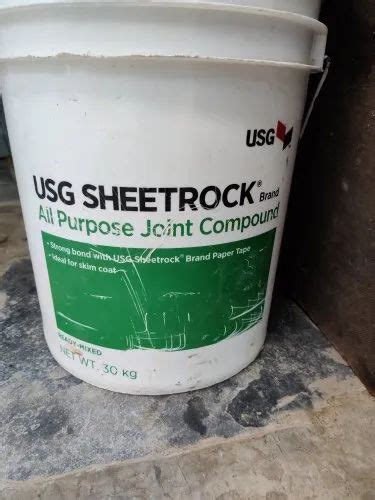 USG
USG SHEETROCK® Brand
All Purpose Joint Compound
• Strong bond with USG Sheetrock® Brand Paper Tape
• Ideal for skim coat
READY-MIXED
NET WT. 30 KG